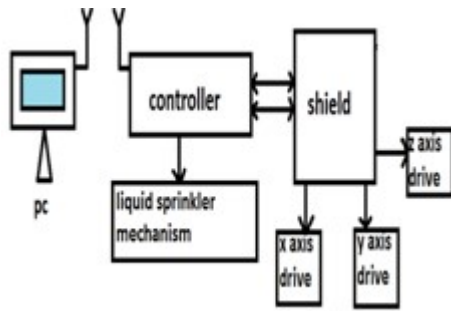 controller
shield
z axis
drive
pc
liquid sprinkler
mechanism
x axis
drive
y axis
drive